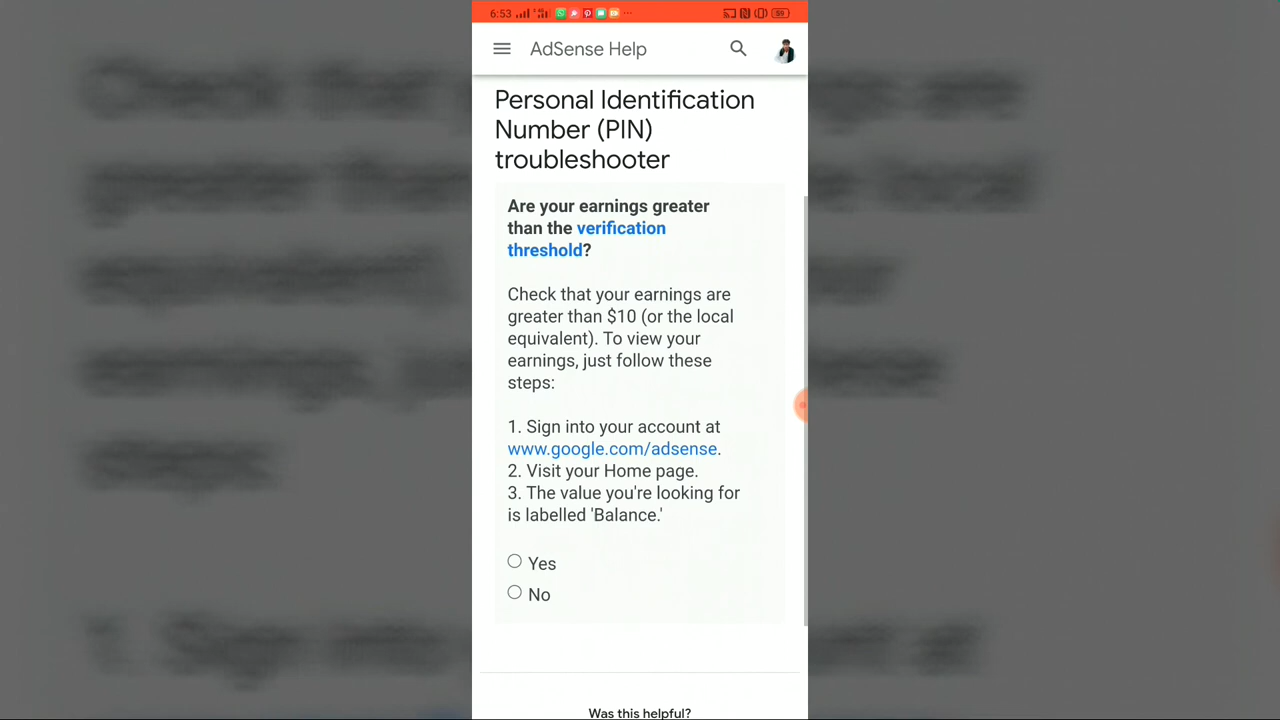 6:53
59
AdSense Help
Personal Identification
Number (PIN)
troubleshooter
Are your earnings greater
than the verification
threshold?
Check that your earnings are
greater than $10 (or the local
equivalent). To view your
earnings, just follow these
steps:
1. Sign into your account at
www.google.com/adsense.
2. Visit your Home page.
3. The value you're looking for
is labelled 'Balance.'
Yes
No
Was this helpful?